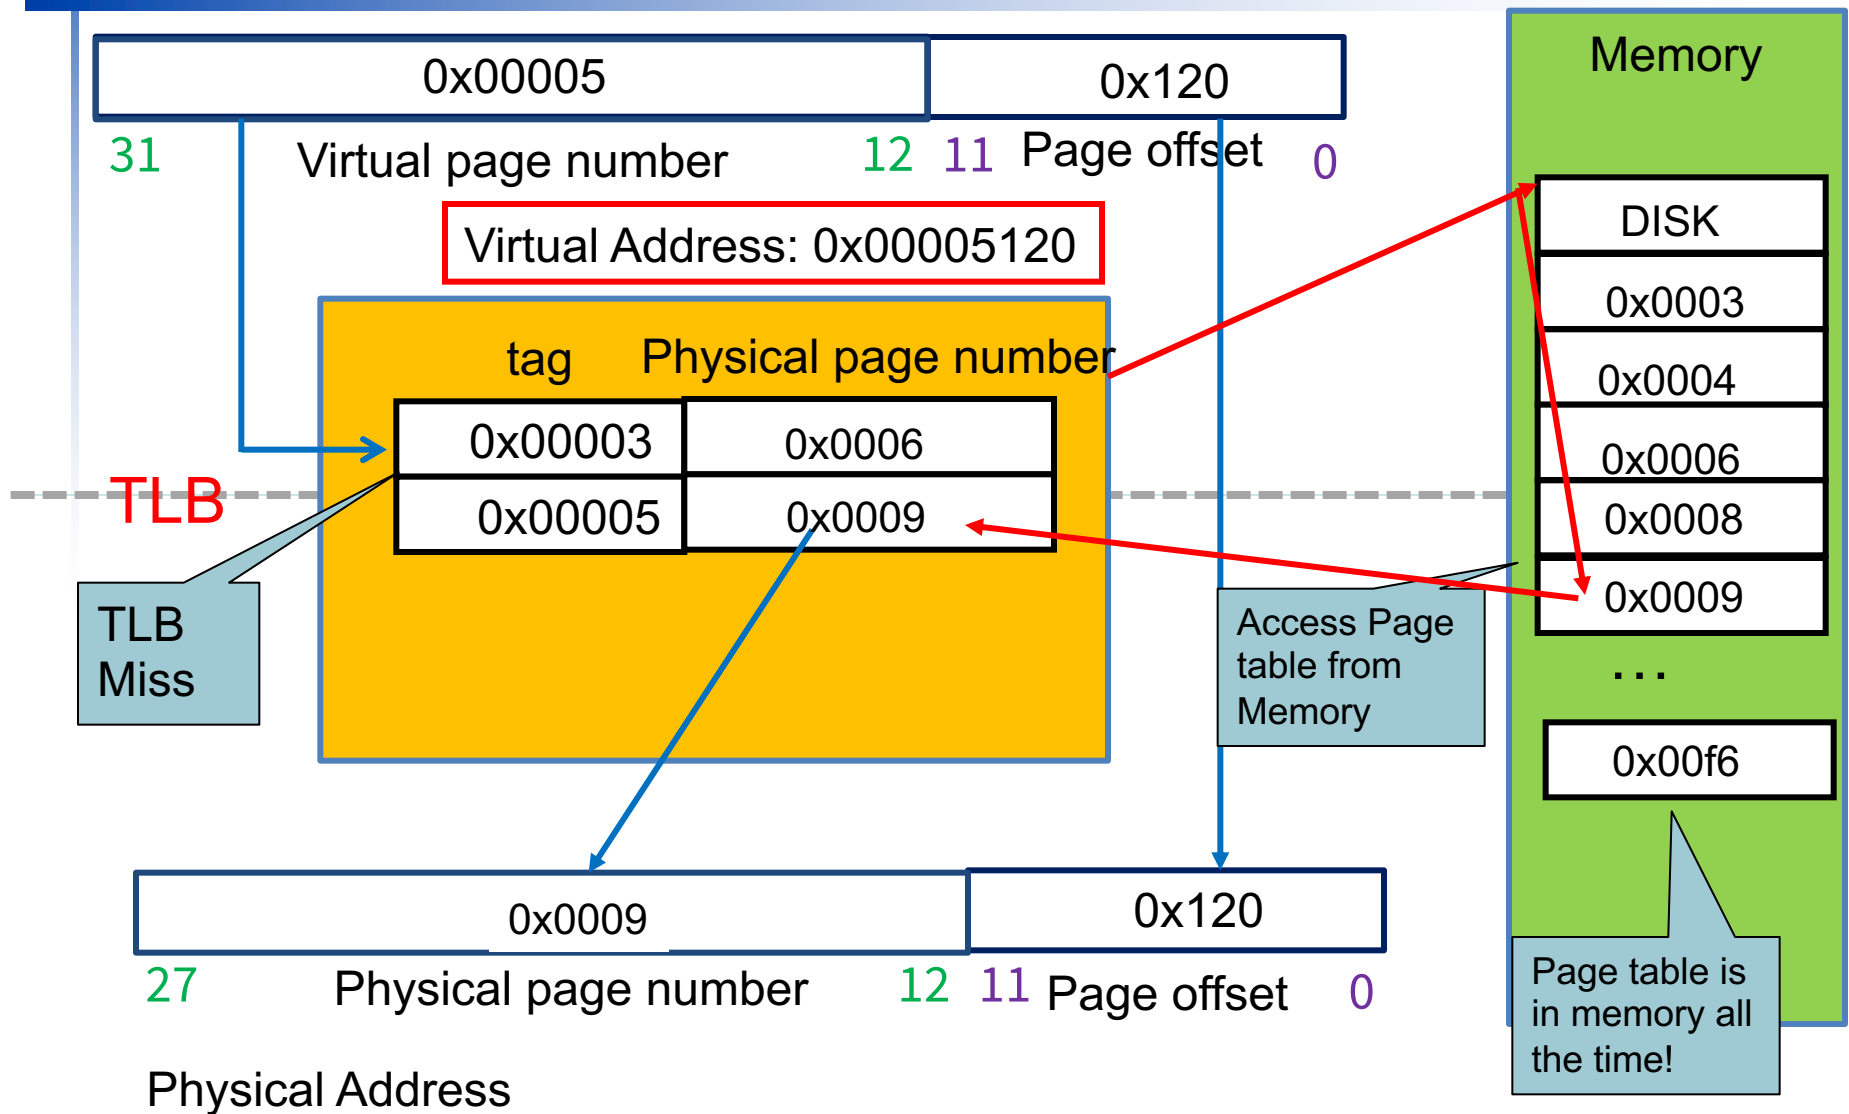 0x00005
0x120
Memory
31
Virtual page number
12
11
Page offset
0
Virtual Address: 0x00005120
DISK
0x0003
0x0004
0x0006
0x0008
0x0009
...
0x00f6
tag
Physical page number
0x00003
0x0006
0x00005
0x0009
TLB
TLB
Miss
Access Page
table from
Memory
0x0009
0x120
27
Physical page number
12
11
Page offset
0
Page table is
in memory all
the time!
Physical Address